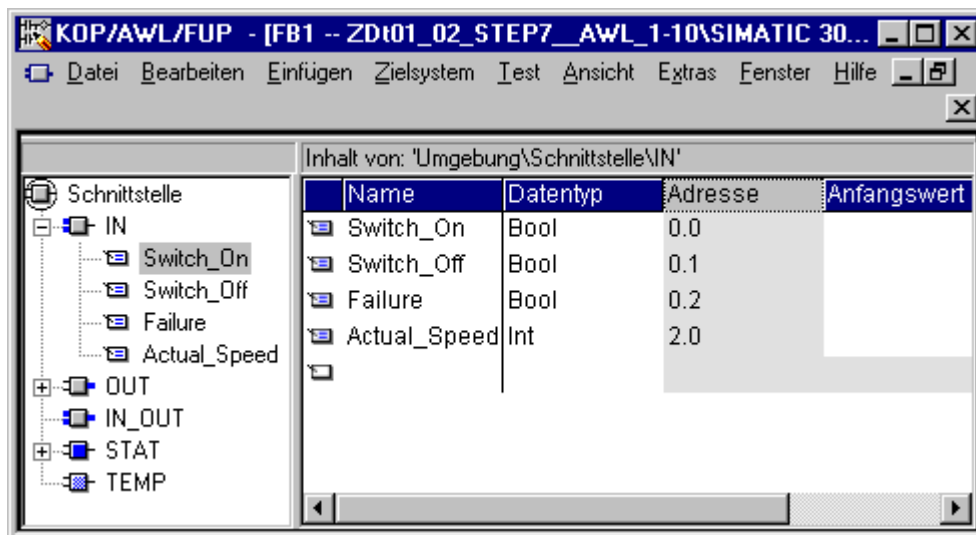 KOP/AWL/FUP - [FB1 -- ZDt01_02_STEP7__AWL_1-10\SIMATIC 30...
Datei Bearbeiten Einfügen Zielsystem Test Ansicht Extras Fenster Hilfe
Inhalt von: 'Umgebung\Schnittstelle\IN'
Schnittstelle
IN
Switch_On
Switch_Off
Failure
Actual_Speed
OUT
IN_OUT
STAT
TEMP
Name Datentyp Adresse Anfangswert
Switch_On Bool 0.0
Switch_Off Bool 0.1
Failure Bool 0.2
Actual_Speed Int 2.0